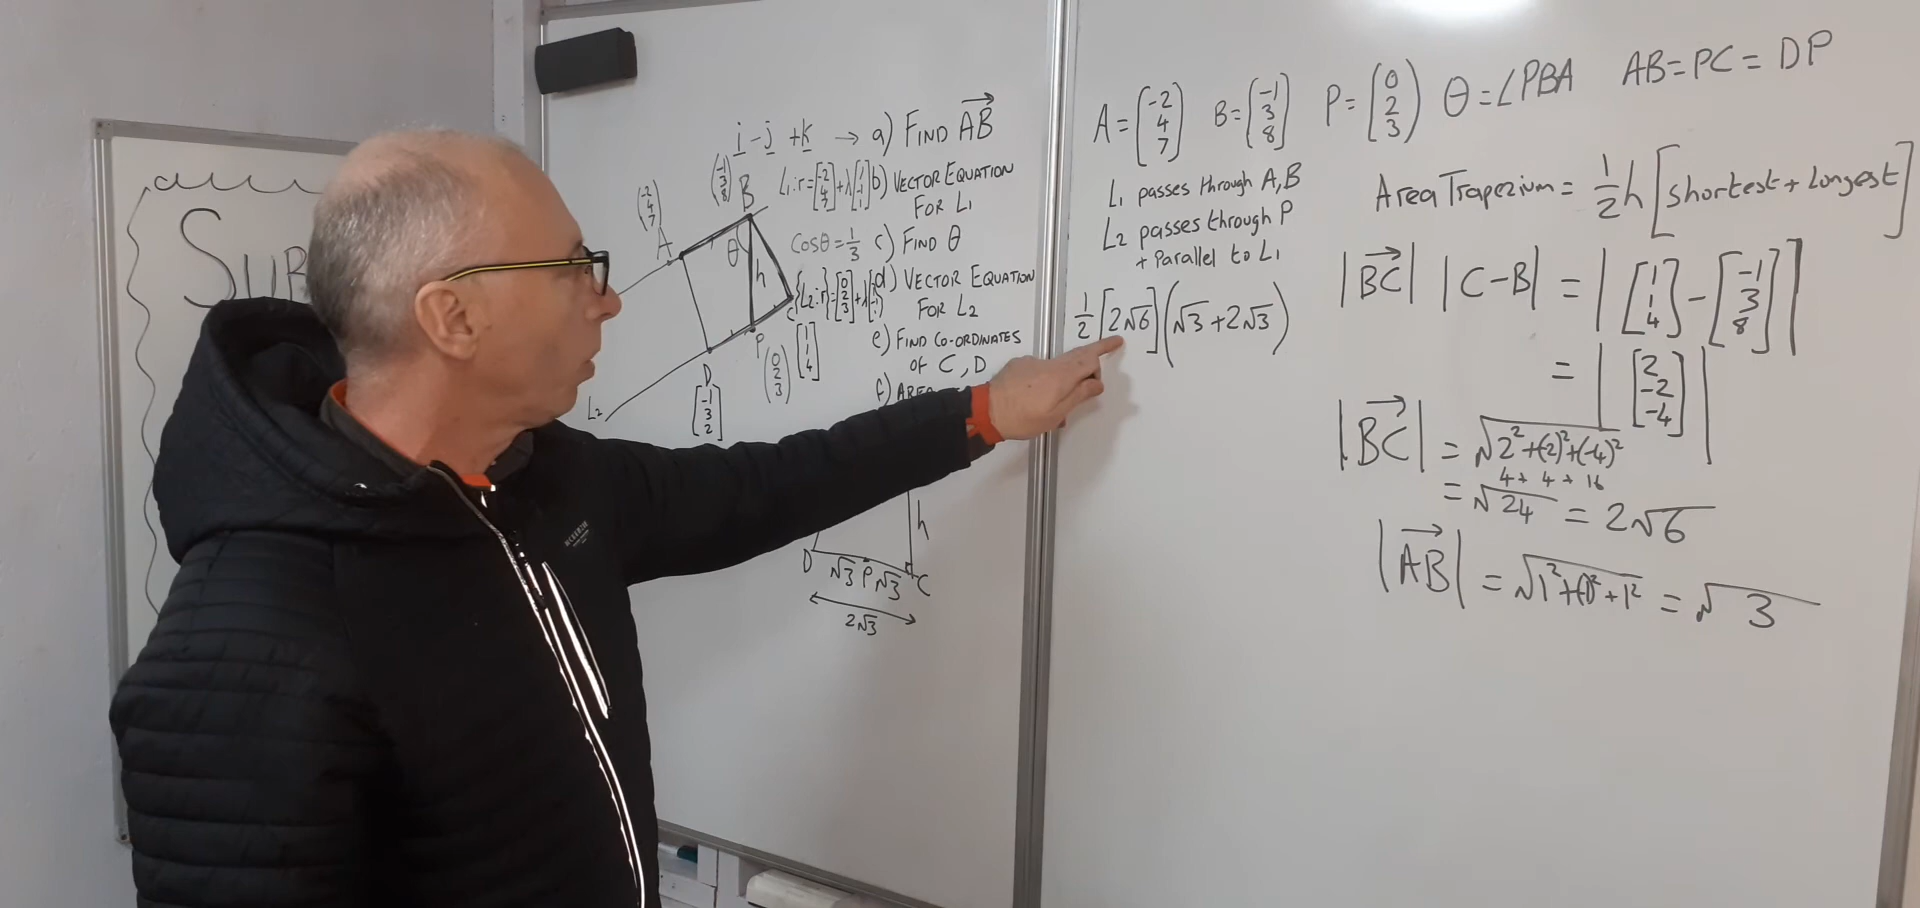 SUB
i - j + k → a) FIND AB
L1: r = [-2 4 7] + λ[1 -1 1] b) VECTOR EQUATION
FOR L1
Cosθ = 1/3 c) FIND θ
{L2: r} = [0 2 3] + λ[1 -1 1] d) VECTOR EQUATION
FOR L2
e) FIND CO-ORDINATES
OF C, D
f) AREA
(-2 4 7)
(-1 3 8)
A
B
θ
h
C
P
D
L2
[1 1 4]
(0 2 3)
[-1 3 2]
h
D √3 P √3 C
2√3
A = (-2 4 7) B = (-1 3 8) P = (0 2 3) θ = ∠PBA AB = PC = DP
L1 passes through A, B
L2 passes through P
+ Parallel to L1
1/2 [2√6] (√3 + 2√3)
Area Trapezium = 1/2 h [shortest + Longest]
|BC| |C - B| = |[1 1 4] - [-1 3 8]|
= |[2 -2 -4]|
|BC| = √2² + (-2)² + (-4)²
4 + 4 + 16
= √24 = 2√6
|AB| = √1² + (-1)² + 1² = √3